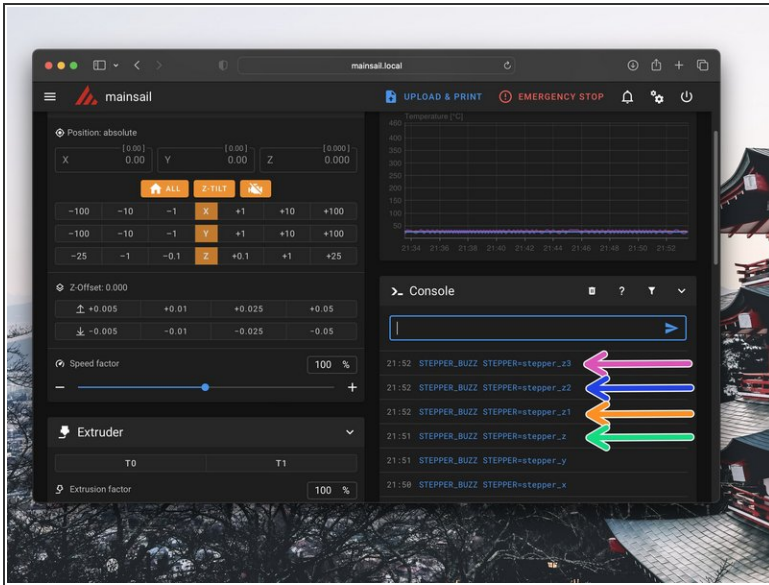 mainsail.local
mainsail
UPLOAD & PRINT
EMERGENCY STOP
Position: absolute
[0.00]
X 0.00
[0.00]
Y 0.00
[0.000]
Z 0.000
ALL
Z-TILT
-100 -10 -1 X +1 +10 +100
-100 -10 -1 Y +1 +10 +100
-25 -1 -0.1 Z +0.1 +1 +25
Z-Offset: 0.000
+0.005 +0.01 +0.025 +0.05
-0.005 -0.01 -0.025 -0.05
Speed factor 100 %
− +
Extruder
T0 T1
Extrusion factor 100 %
Temperature [°C]
460
400
350
300
250
200
150
100
50
21:34 21:36 21:38 21:40 21:42 21:44 21:46 21:48 21:50 21:52
>_ Console
?
21:52 STEPPER_BUZZ STEPPER=stepper_z3
21:52 STEPPER_BUZZ STEPPER=stepper_z2
21:52 STEPPER_BUZZ STEPPER=stepper_z1
21:51 STEPPER_BUZZ STEPPER=stepper_z
21:51 STEPPER_BUZZ STEPPER=stepper_y
21:50 STEPPER_BUZZ STEPPER=stepper_x